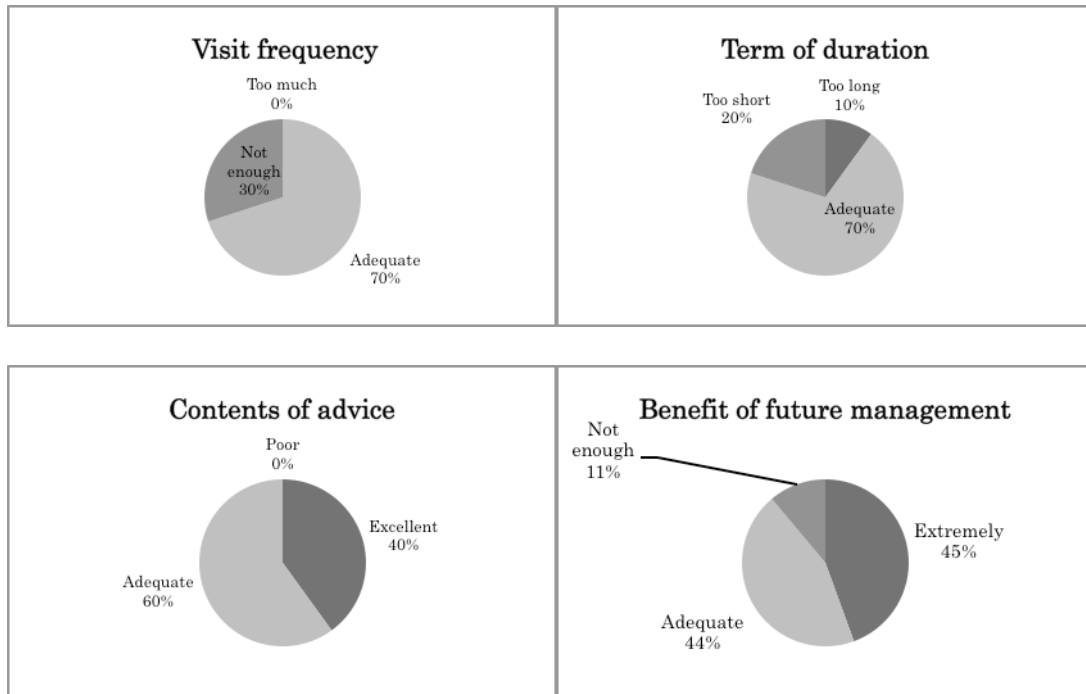 Visit frequency
Too much
0%
Not
enough
30%
Adequate
70%
Term of duration
Too long
10%
Too short
20%
Adequate
70%
Contents of advice
Poor
0%
Excellent
40%
Adequate
60%
Benefit of future management
Not
enough
11%
Extremely
45%
Adequate
44%